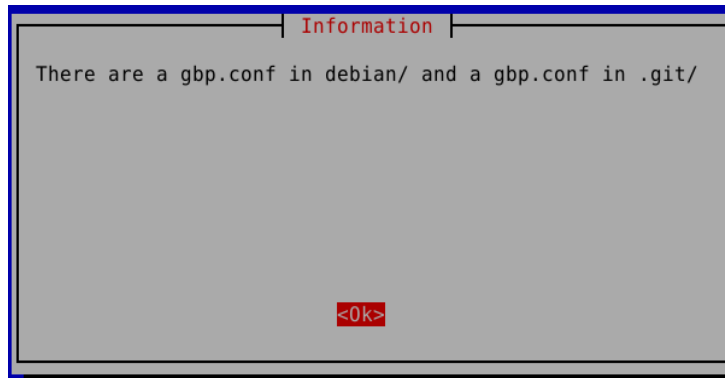 Information
There are a gbp.conf in debian/ and a gbp.conf in .git/
<Ok>